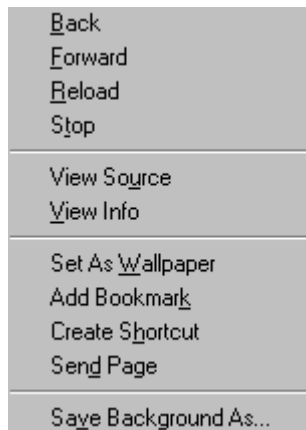 Back
Forward
Reload
Stop
View Source
View Info
Set As Wallpaper
Add Bookmark
Create Shortcut
Send Page
Save Background As...